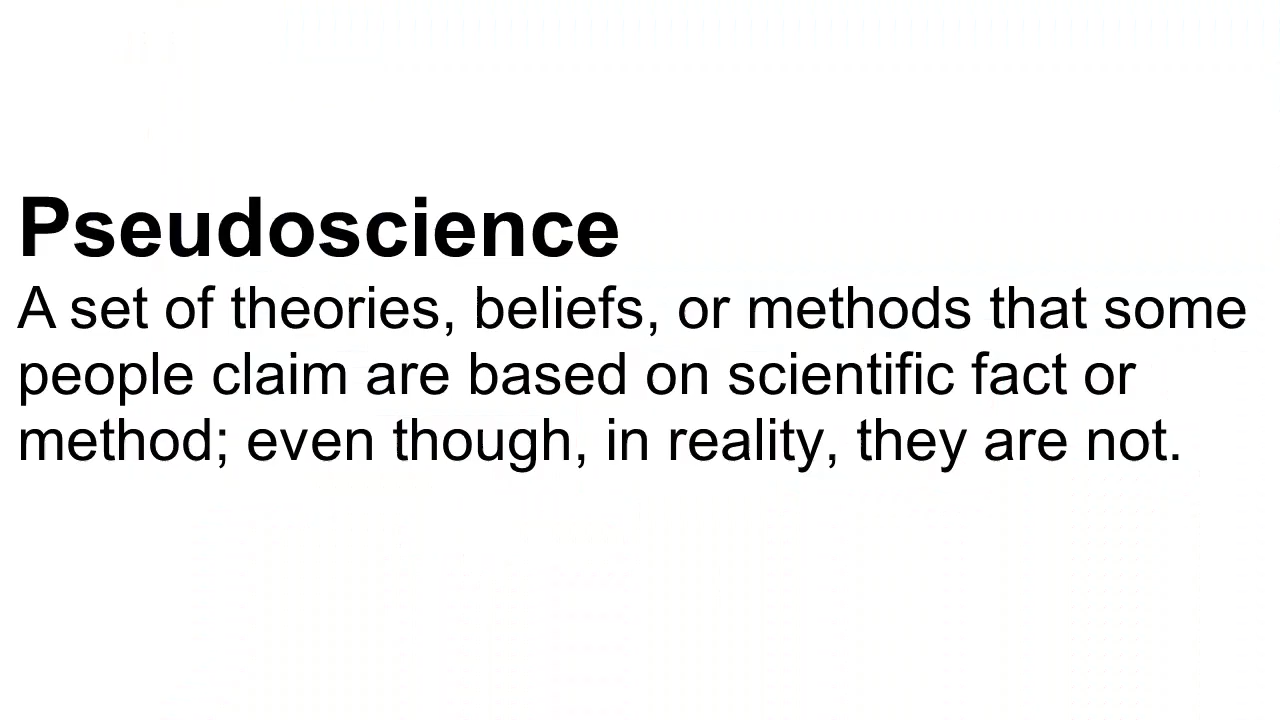 Pseudoscience
A set of theories, beliefs, or methods that some
people claim are based on scientific fact or
method; even though, in reality, they are not.